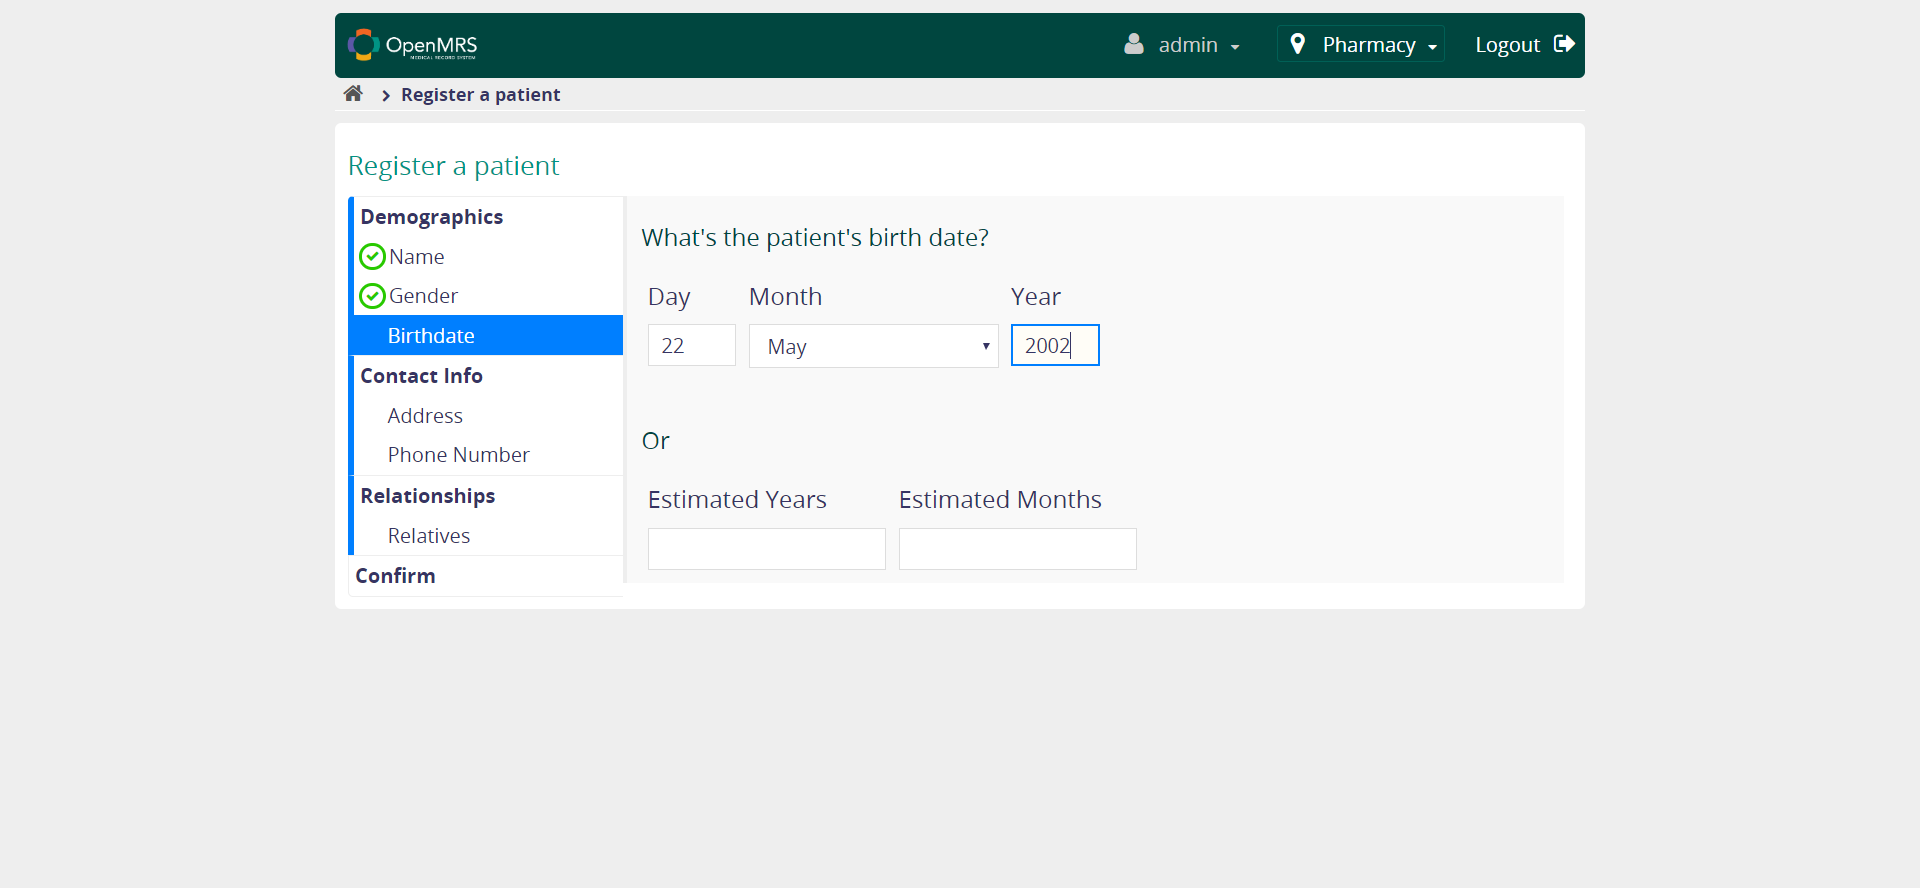 OpenMRS
MEDICAL RECORD SYSTEM
admin
Pharmacy
Logout
Register a patient
Register a patient
Demographics
Name
Gender
Birthdate
Contact Info
Address
Phone Number
Relationships
Relatives
Confirm
What's the patient's birth date?
Day Month Year
22 May 2002
Or
Estimated Years Estimated Months